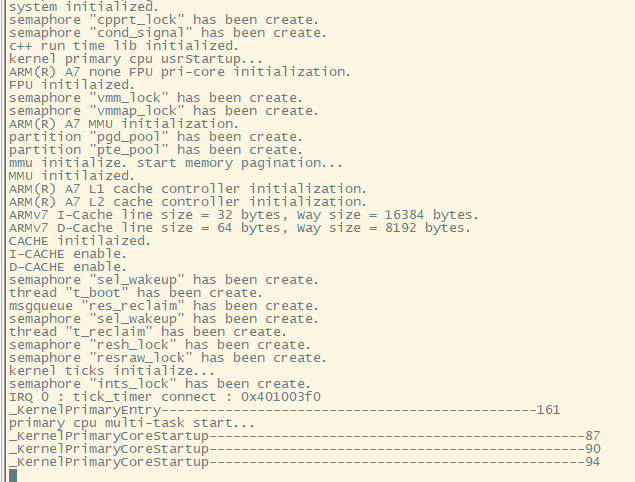 system initialized.
semaphore "cpprt_lock" has been create.
semaphore "cond_signal" has been create.
c++ run time lib initialized.
kernel primary cpu usrStartup...
ARM(R) A7 none FPU pri-core initialization.
FPU initilaized.
semaphore "vmm_lock" has been create.
semaphore "vmmap_lock" has been create.
ARM(R) A7 MMU initialization.
partition "pgd_pool" has been create.
partition "pte_pool" has been create.
mmu initialize. start memory pagination...
MMU initilaized.
ARM(R) A7 L1 cache controller initialization.
ARM(R) A7 L2 cache controller initialization.
ARMv7 I-Cache line size = 32 bytes, Way size = 16384 bytes.
ARMv7 D-Cache line size = 64 bytes, Way size = 8192 bytes.
CACHE initilaized.
I-CACHE enable.
D-CACHE enable.
semaphore "sel_wakeup" has been create.
thread "t_boot" has been create.
msgqueue "res_reclaim" has been create.
semaphore "sel_wakeup" has been create.
thread "t_reclaim" has been create.
semaphore "resh_lock" has been create.
semaphore "resraw_lock" has been create.
kernel ticks initialize...
semaphore "ints_lock" has been create.
IRQ 0 : tick_timer connect : 0x401003f0
_KernelPrimaryEntry-----------------------------------------------161
primary cpu multi-task start...
_KernelPrimaryCoreStartup-----------------------------------------------87
_KernelPrimaryCoreStartup-----------------------------------------------90
_KernelPrimaryCoreStartup-----------------------------------------------94